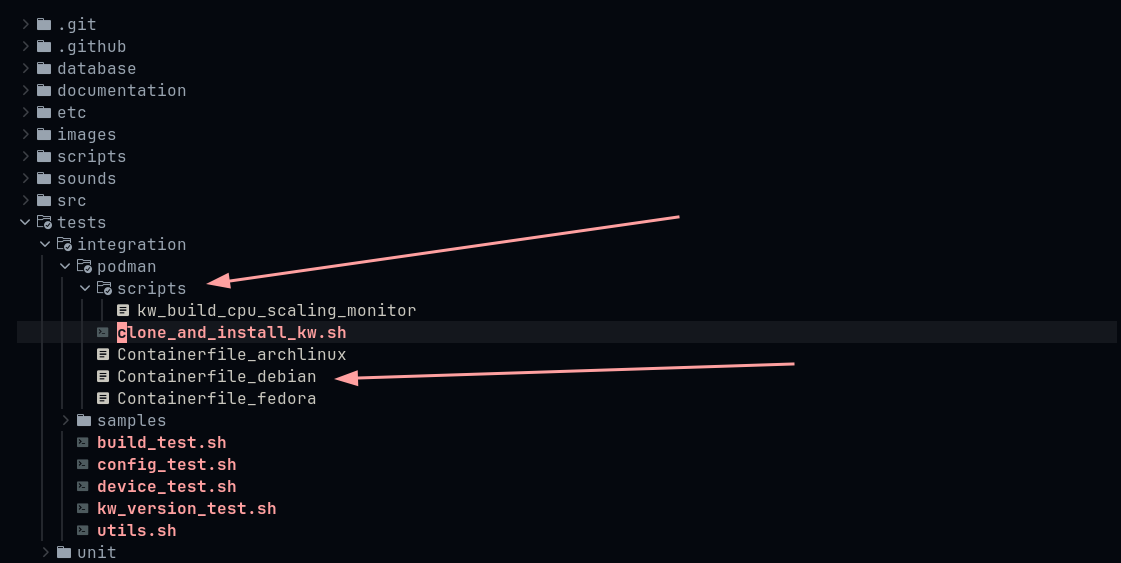 .git
.github
database
documentation
etc
images
scripts
sounds
src
tests
integration
podman
scripts
kw_build_cpu_scaling_monitor
clone_and_install_kw.sh
Containerfile_archlinux
Containerfile_debian
Containerfile_fedora
samples
build_test.sh
config_test.sh
device_test.sh
kw_version_test.sh
utils.sh
unit